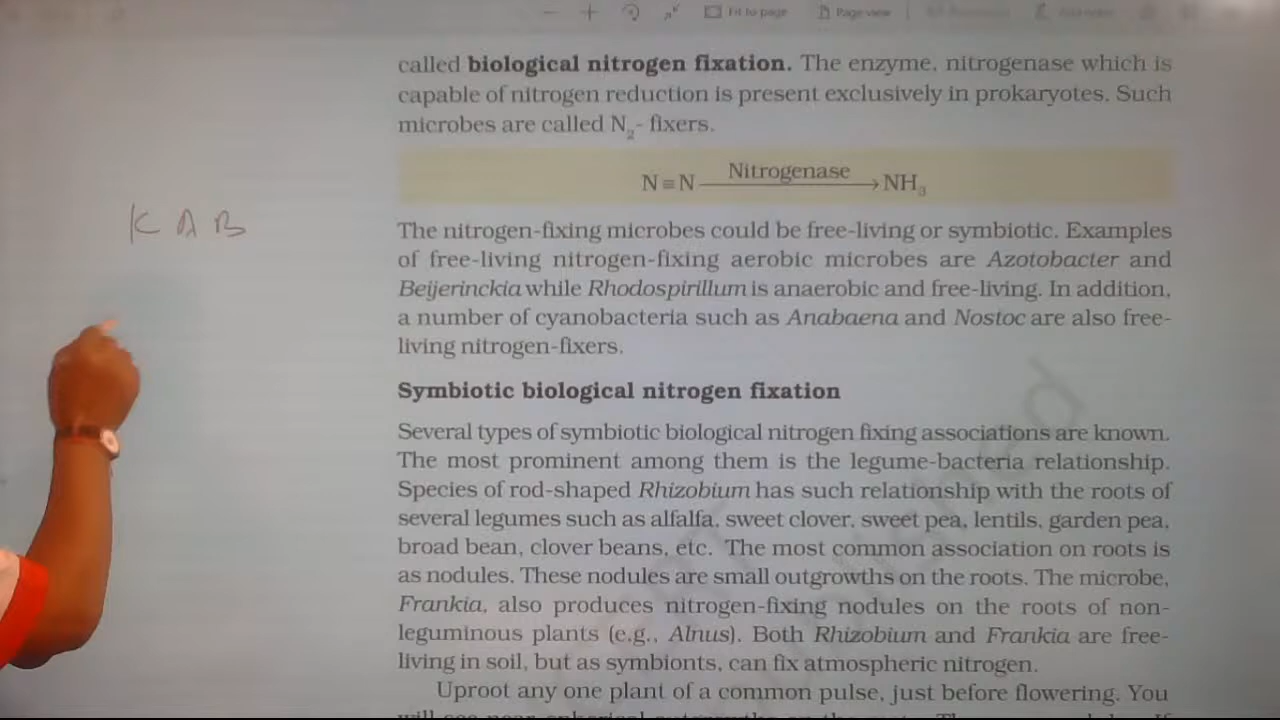 Fit to page Page view
called biological nitrogen fixation. The enzyme, nitrogenase which is
capable of nitrogen reduction is present exclusively in prokaryotes. Such
microbes are called N₂- fixers.
N≡N Nitrogenase → NH₃
K A B
The nitrogen-fixing microbes could be free-living or symbiotic. Examples
of free-living nitrogen-fixing aerobic microbes are Azotobacter and
Beijerinckia while Rhodospirillum is anaerobic and free-living. In addition,
a number of cyanobacteria such as Anabaena and Nostoc are also free-
living nitrogen-fixers.
Symbiotic biological nitrogen fixation
Several types of symbiotic biological nitrogen fixing associations are known.
The most prominent among them is the legume-bacteria relationship.
Species of rod-shaped Rhizobium has such relationship with the roots of
several legumes such as alfalfa, sweet clover, sweet pea, lentils, garden pea,
broad bean, clover beans, etc. The most common association on roots is
as nodules. These nodules are small outgrowths on the roots. The microbe,
Frankia, also produces nitrogen-fixing nodules on the roots of non-
leguminous plants (e.g., Alnus). Both Rhizobium and Frankia are free-
living in soil, but as symbionts, can fix atmospheric nitrogen.
Uproot any one plant of a common pulse, just before flowering. You